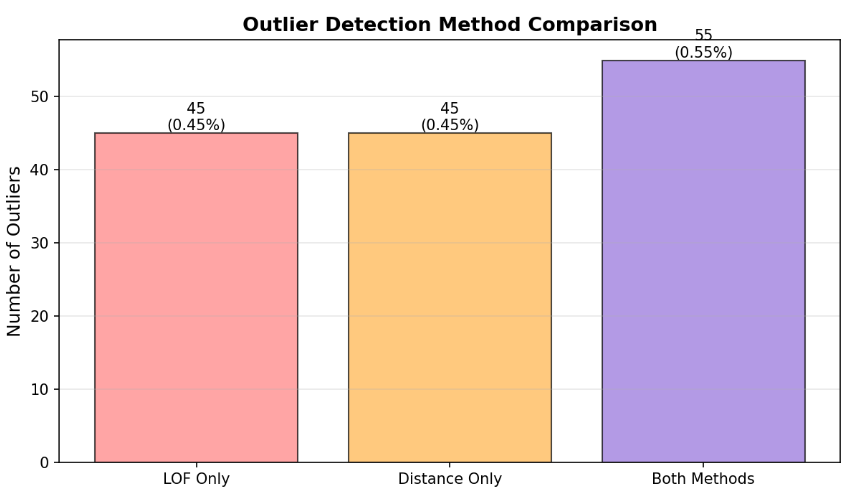 Outlier Detection Method Comparison
55
(0.55%)
45
(0.45%)
45
(0.45%)
Number of Outliers
50
40
30
20
10
0
LOF Only
Distance Only
Both Methods